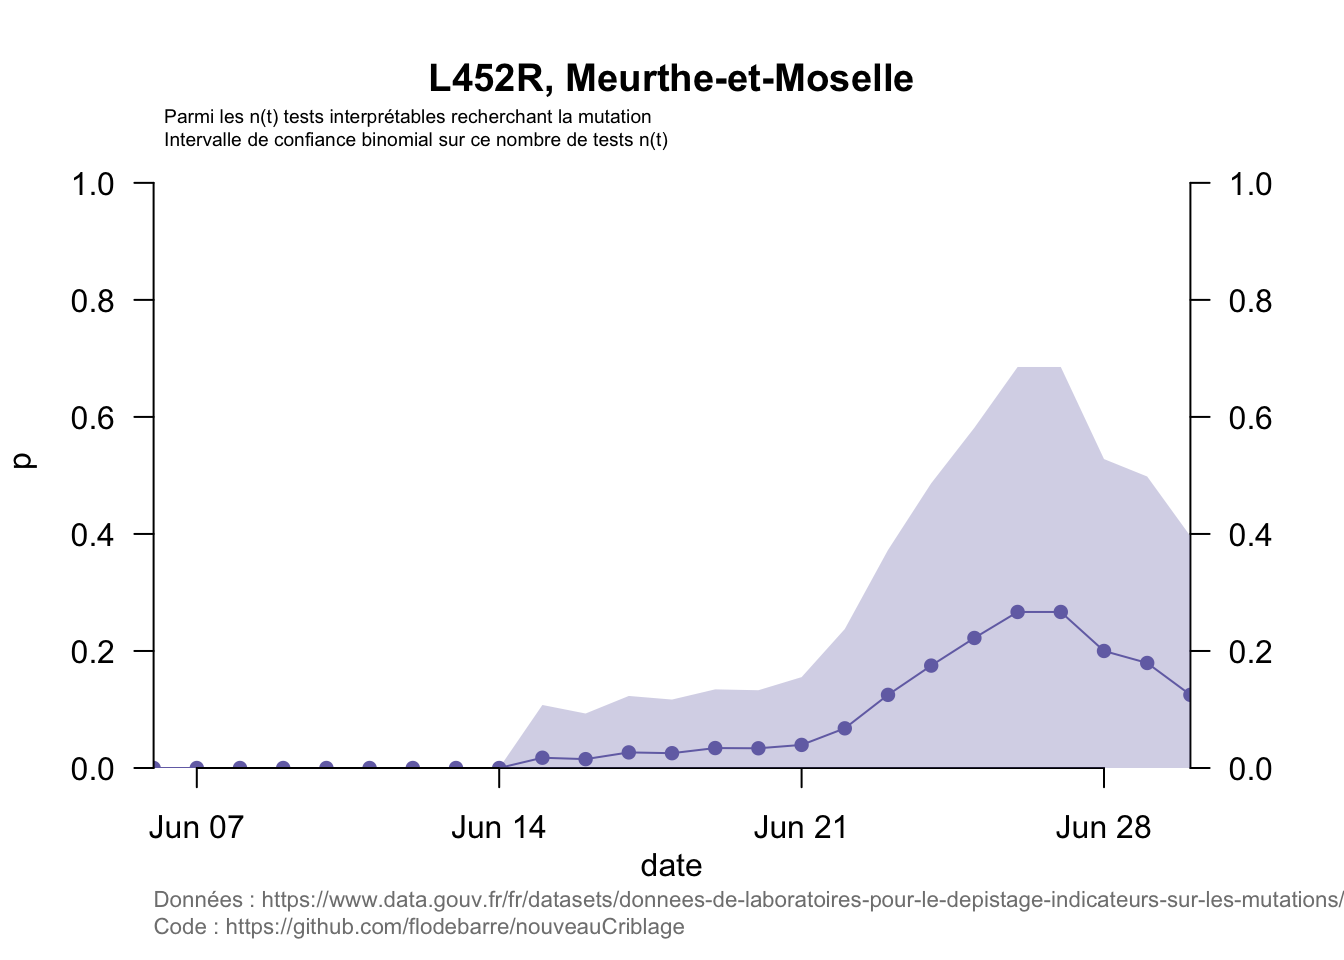 L452R, Meurthe-et-Moselle
Parmi les n(t) tests interprétables recherchant la mutation
Intervalle de confiance binomial sur ce nombre de tests n(t)
1.0
0.8
0.6
0.4
0.2
0.0
p
1.0
0.8
0.6
0.4
0.2
0.0
Jun 07 Jun 14 Jun 21 Jun 28
date
Données : https://www.data.gouv.fr/fr/datasets/donnees-de-laboratoires-pour-le-depistage-indicateurs-sur-les-mutations/
Code : https://github.com/flodebarre/nouveauCriblage